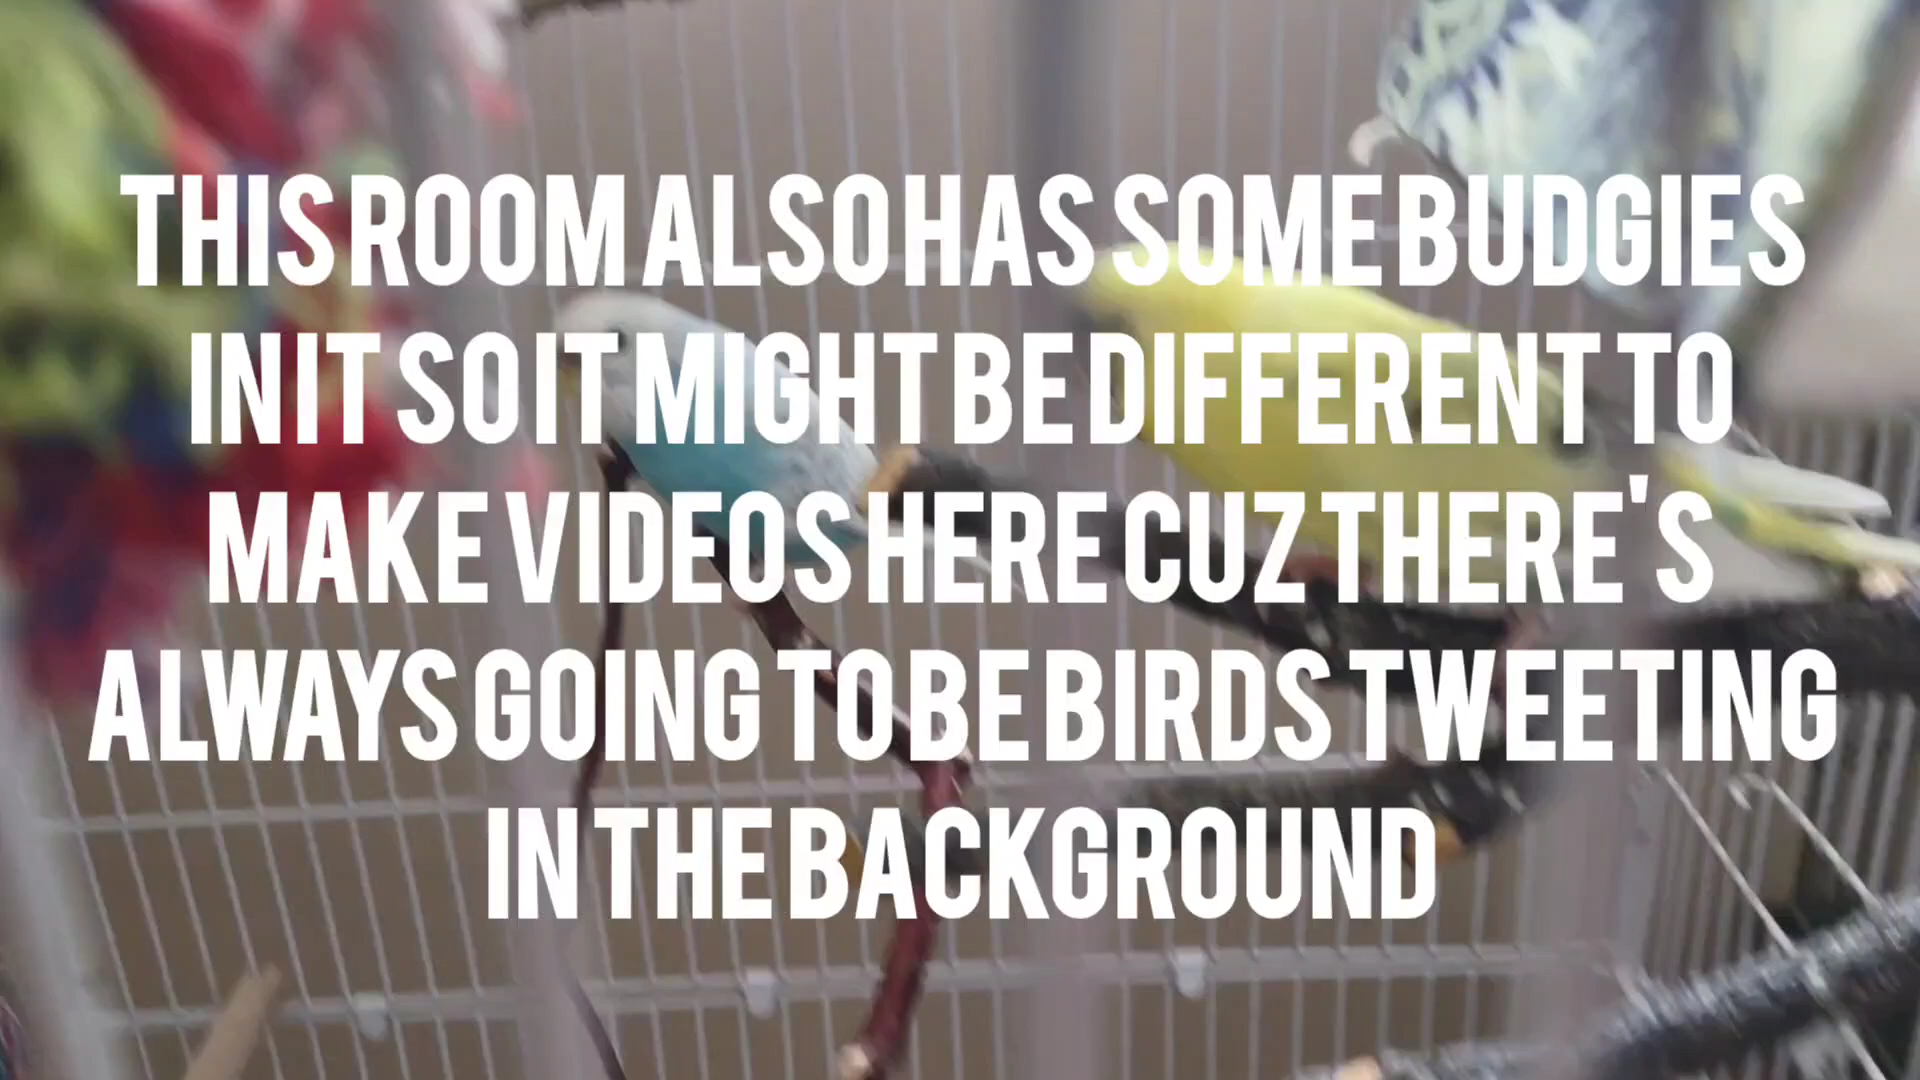 THIS ROOM ALSO HAS SOME BUDGIES
IN IT SO IT MIGHT BE DIFFERENT TO
MAKE VIDEOS HERE CUZ THERE'S
ALWAYS GOING TO BE BIRDS TWEETING
IN THE BACKGROUND